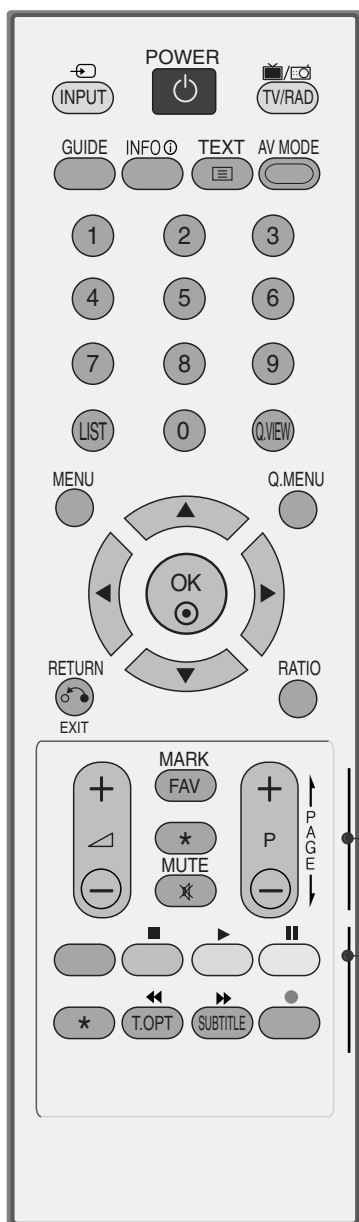 POWER
INPUT TV/RAD
GUIDE INFO i TEXT AV MODE
1 2 3
4 5 6
7 8 9
LIST 0 Q.VIEW
MENU Q.MENU
OK
RETURN RATIO
EXIT
MARK
FAV
*
P
PAGE
MUTE
* T.OPT SUBTITLE